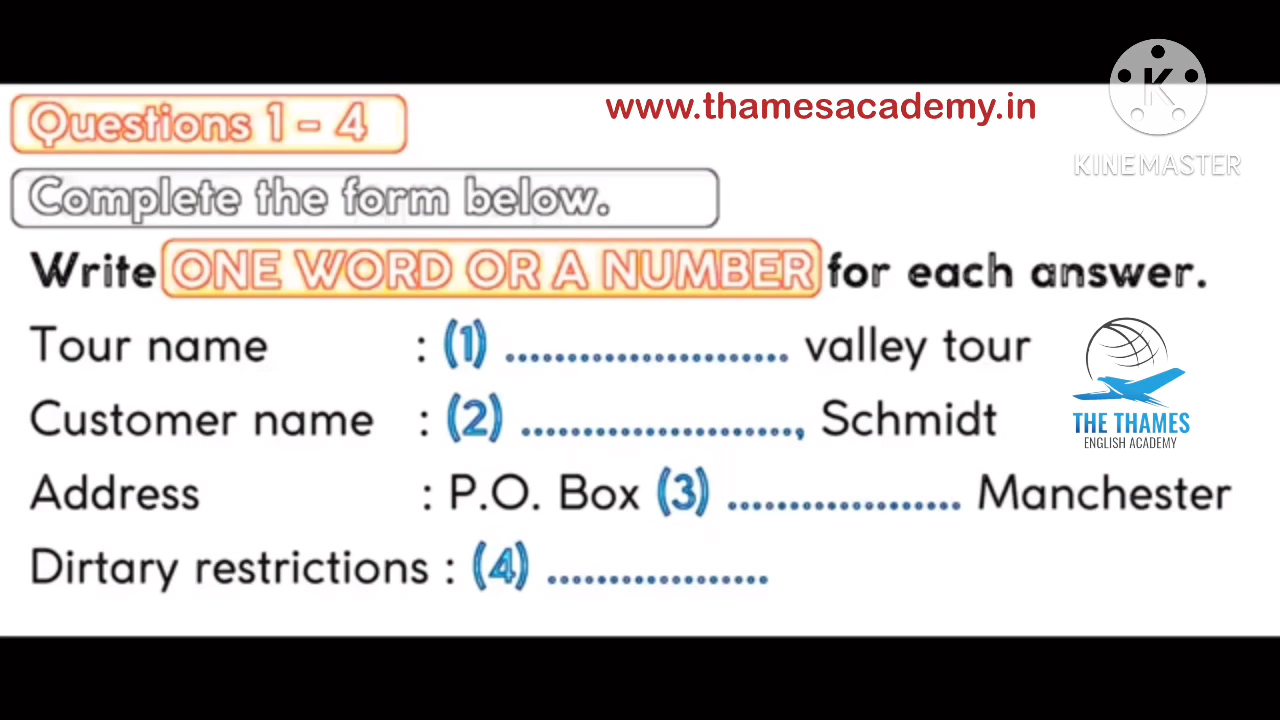 www.thamesacademy.in
Questions 1 - 4
KINEMASTER
Complete the form below.
Write ONE WORD OR A NUMBER for each answer.
Tour name : (1) ....................... valley tour
Customer name : (2) ......................, Schmidt
THE THAMES
ENGLISH ACADEMY
Address : P.O. Box (3) ................... Manchester
Dirtary restrictions : (4) ..................